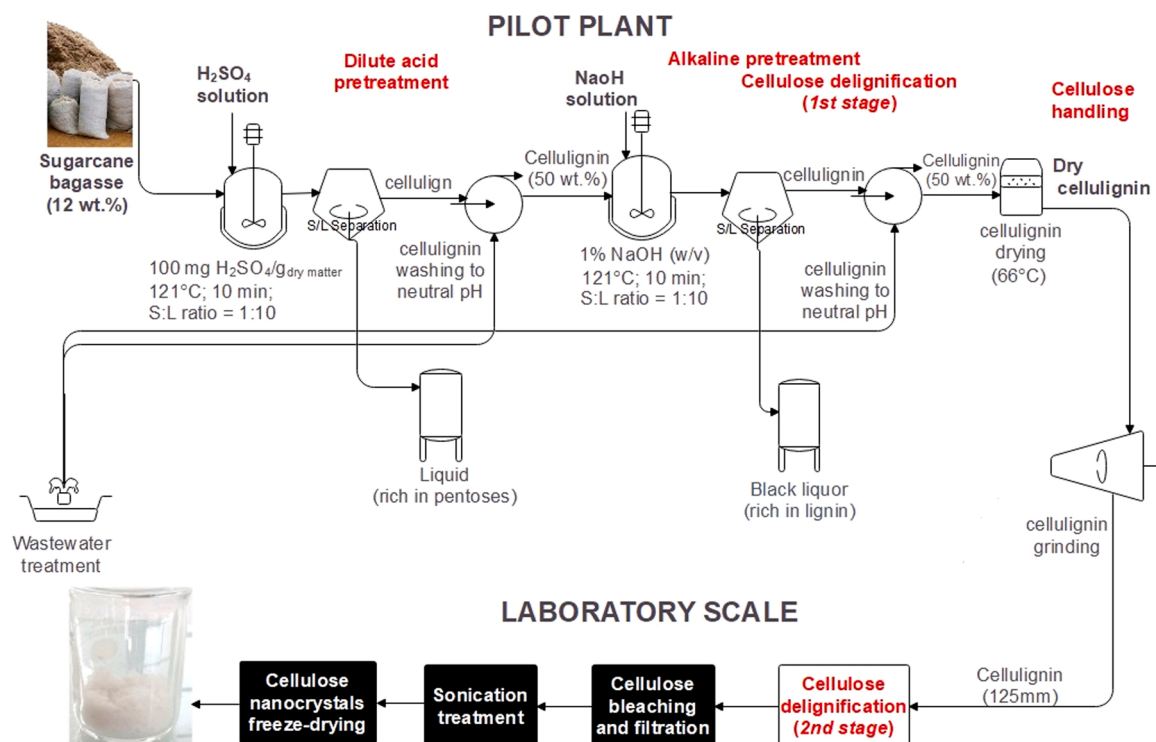 PILOT PLANT
Sugarcane
bagasse
(12 wt.%)
H₂SO₄
solution
Dilute acid
pretreatment
S/L Separation
cellulign
100 mg H₂SO₄/g dry matter
121°C; 10 min;
S:L ratio = 1:10
cellulignin
washing to
neutral pH
Cellulignin
(50 wt.%)
NaoH
solution
Alkaline pretreatment
Cellulose delignification
(1st stage)
S/L Separation
cellulignin
1% NaOH (w/v)
121°C; 10 min;
S:L ratio = 1:10
cellulignin
washing to
neutral pH
Cellulignin
(50 wt.%)
Cellulose
handling
Dry
cellulignin
cellulignin
drying
(66°C)
Liquid
(rich in pentoses)
Black liquor
(rich in lignin)
Wastewater
treatment
cellulignin
grinding
LABORATORY SCALE
Cellulignin
(125mm)
Cellulose
delignification
(2nd stage)
Cellulose
bleaching
and filtration
Sonication
treatment
Cellulose
nanocrystals
freeze-drying